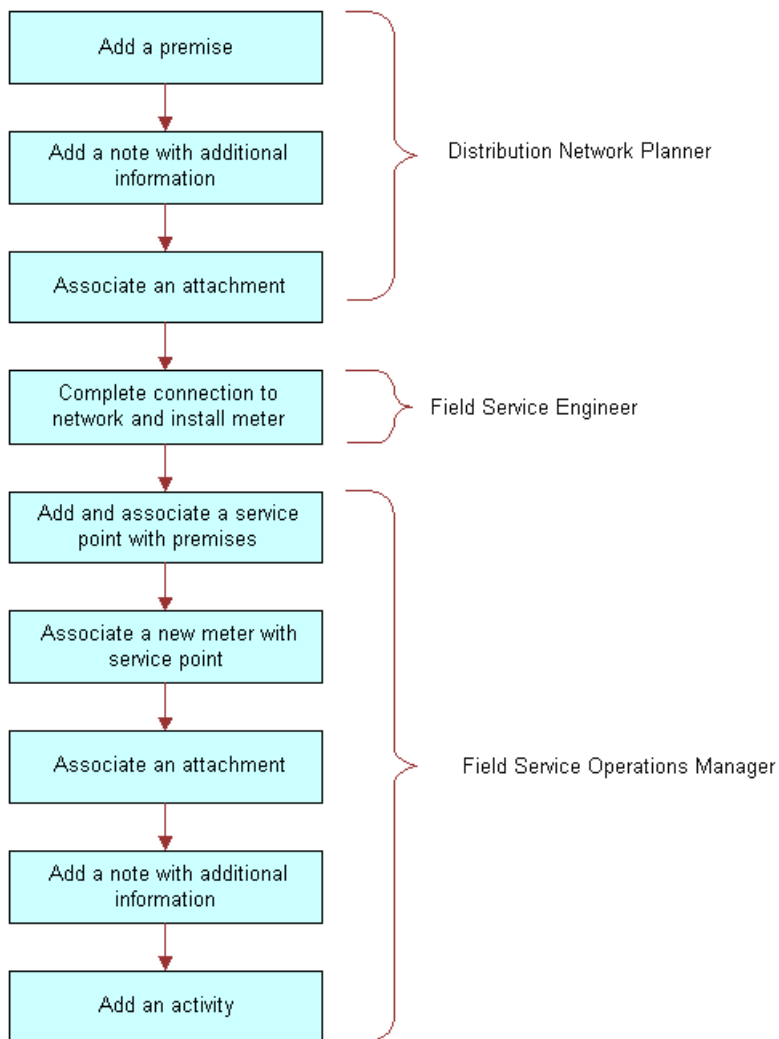 Add a premise
Add a note with additional
information
Distribution Network Planner
Associate an attachment
Complete connection to
network and install meter
Field Service Engineer
Add and associate a service
point with premises
Associate a new meter with
service point
Associate an attachment
Field Service Operations Manager
Add a note with additional
information
Add an activity